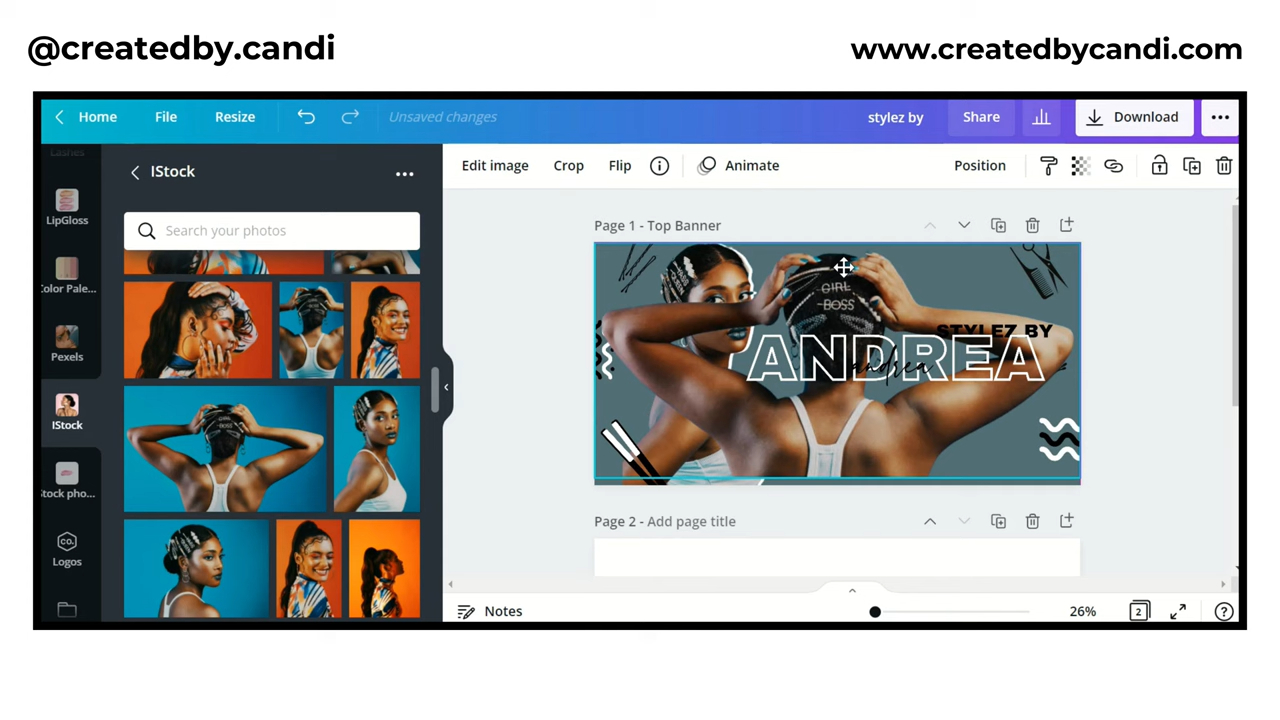 @createdby.candi
www.createdbycandi.com
Home File Resize Unsaved changes stylez by Share Download
Lashes
IStock
Edit image Crop Flip Animate Position
LipGloss
Search your photos
Page 1 - Top Banner
GIRL
BOSS
Color Pale...
STYLEZ BY
Pexels
ANDREA
andrea
IStock
Stock pho...
Page 2 - Add page title
CO.
Logos
Notes 26% 2